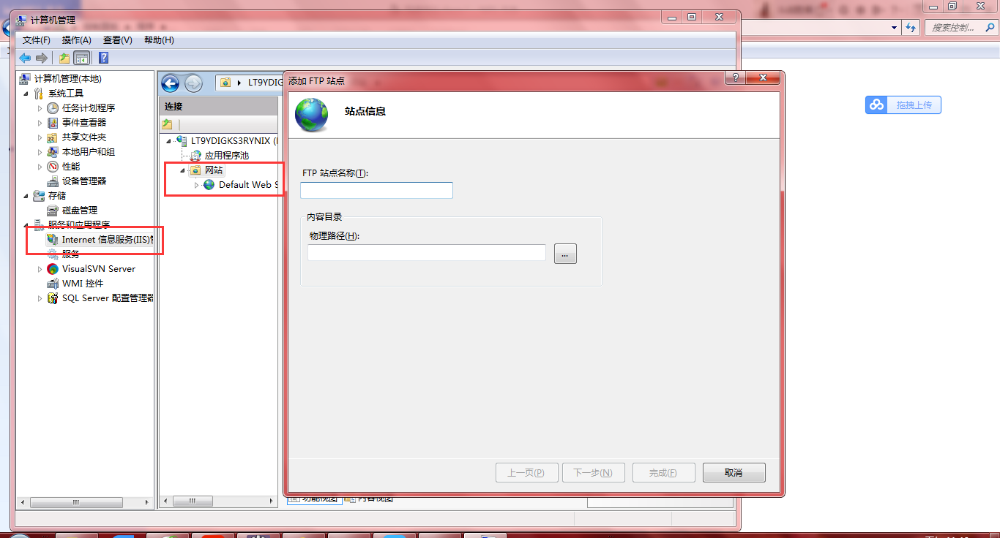 计算机管理
文件(F) 操作(A) 查看(V) 帮助(H)
搜索控制...
计算机管理(本地)
系统工具
任务计划程序
事件查看器
共享文件夹
本地用户和组
性能
设备管理器
存储
磁盘管理
服务和应用程序
Internet 信息服务(IIS)管
服务
VisualSVN Server
WMI 控件
SQL Server 配置管理器
LT9YDIG
连接
LT9YDIGKS3RYNIX (
应用程序池
网站
Default Web S
添加 FTP 站点
站点信息
FTP 站点名称(T):
内容目录
物理路径(H):
...
上一页(P) 下一步(N) 完成(F) 取消
功能视图 内容视图
拖拽上传